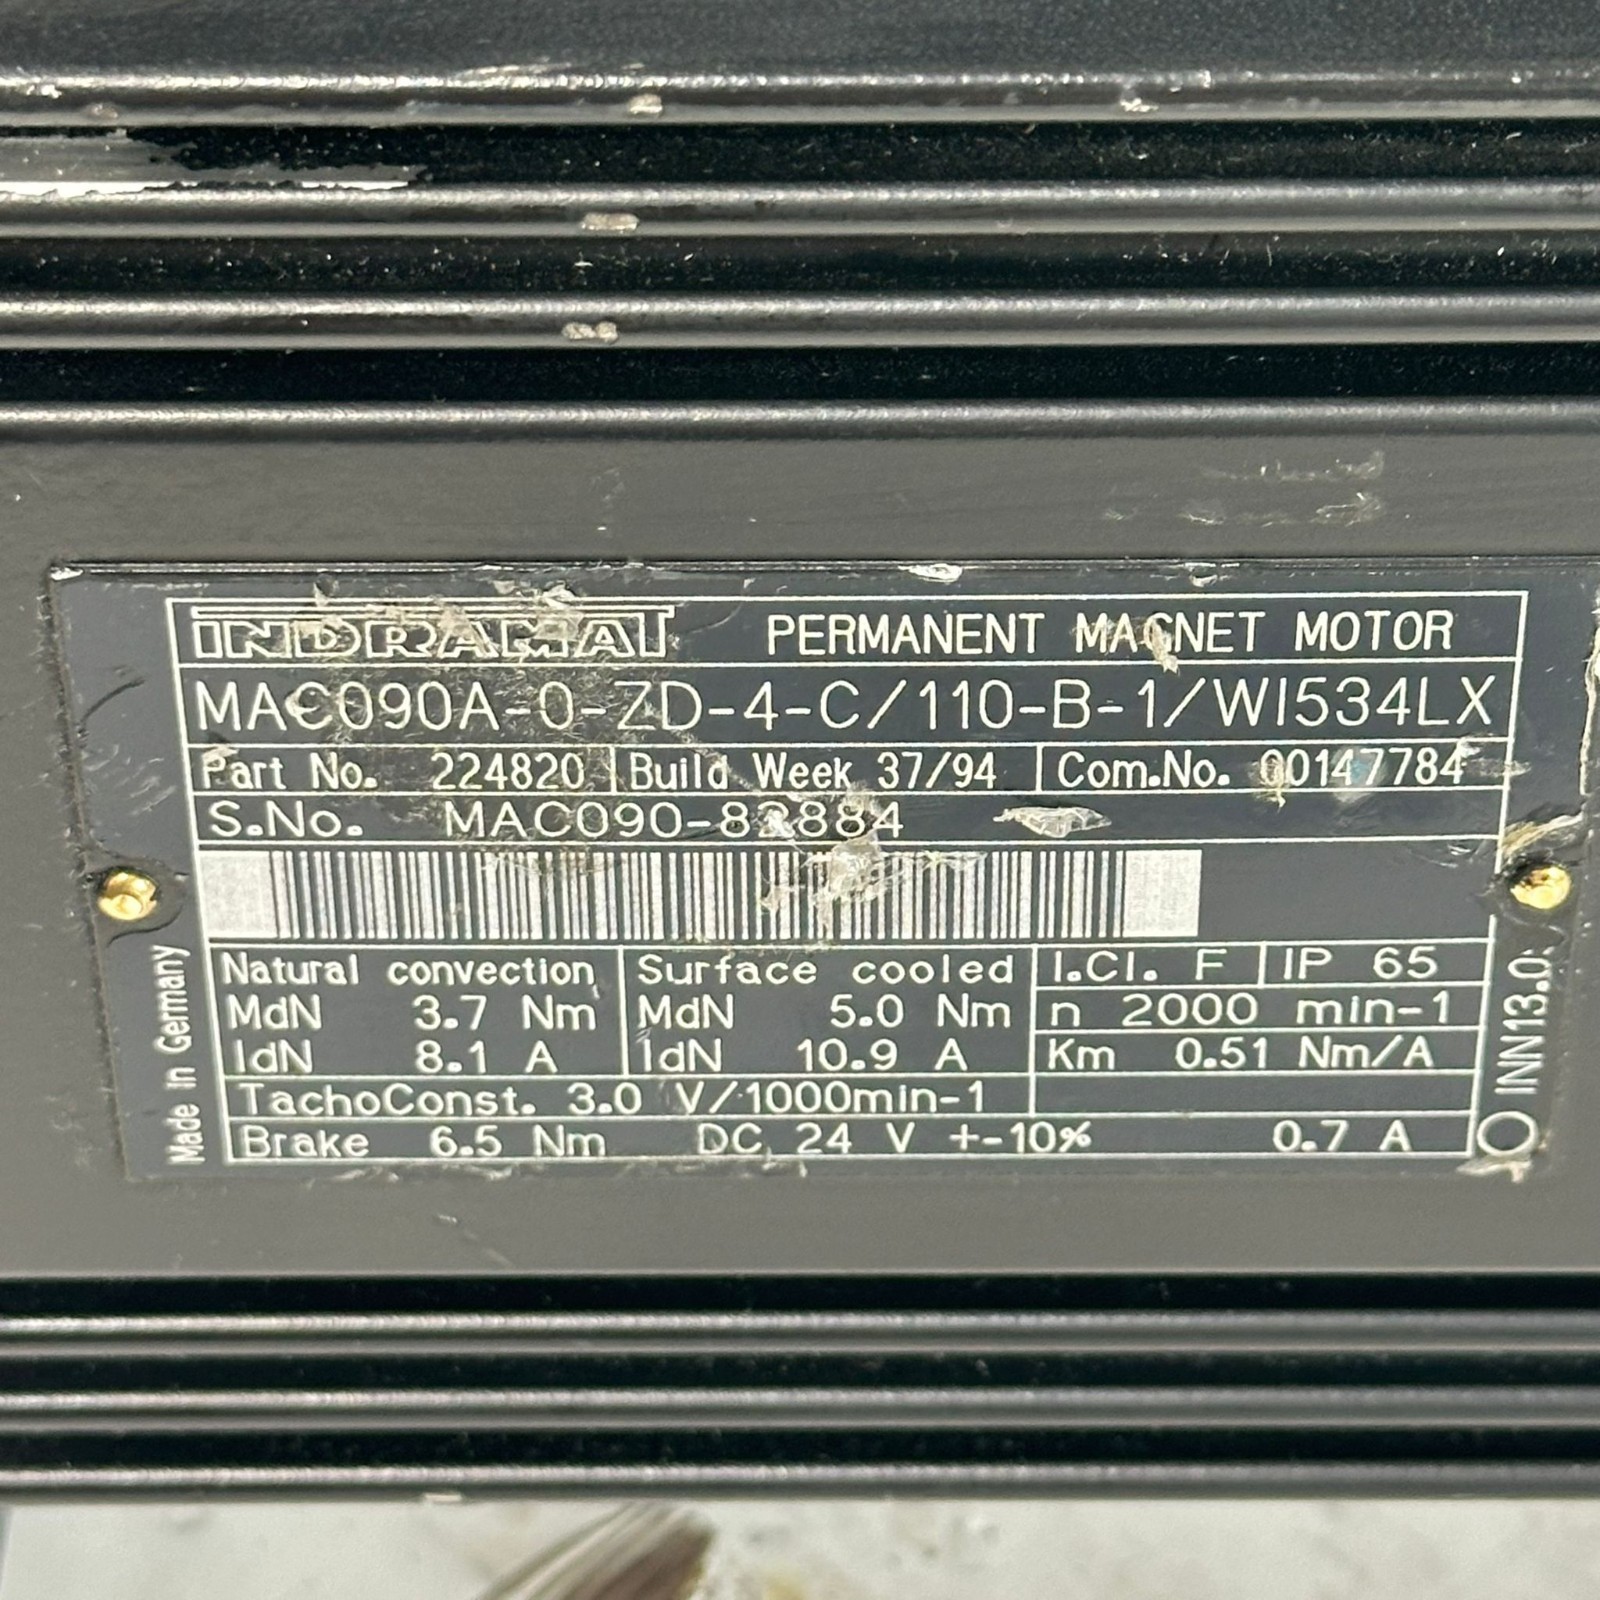 INDRAMAT PERMANENT MAGNET MOTOR
MAC090A-0-ZD-4-C/110-B-1/WI534LX
Part No. 224820 Build Week 37/94 Com.No. 00147784
S.No. MAC090-82884
Natural convection Surface cooled I.Cl. F IP 65
MdN 3.7 Nm MdN 5.0 Nm n 2000 min-1
IdN 8.1 A IdN 10.9 A Km 0.51 Nm/A
TachoConst. 3.0 V/1000min-1
Brake 6.5 Nm DC 24 V +-10% 0.7 A
Made in Germany
INN13.0